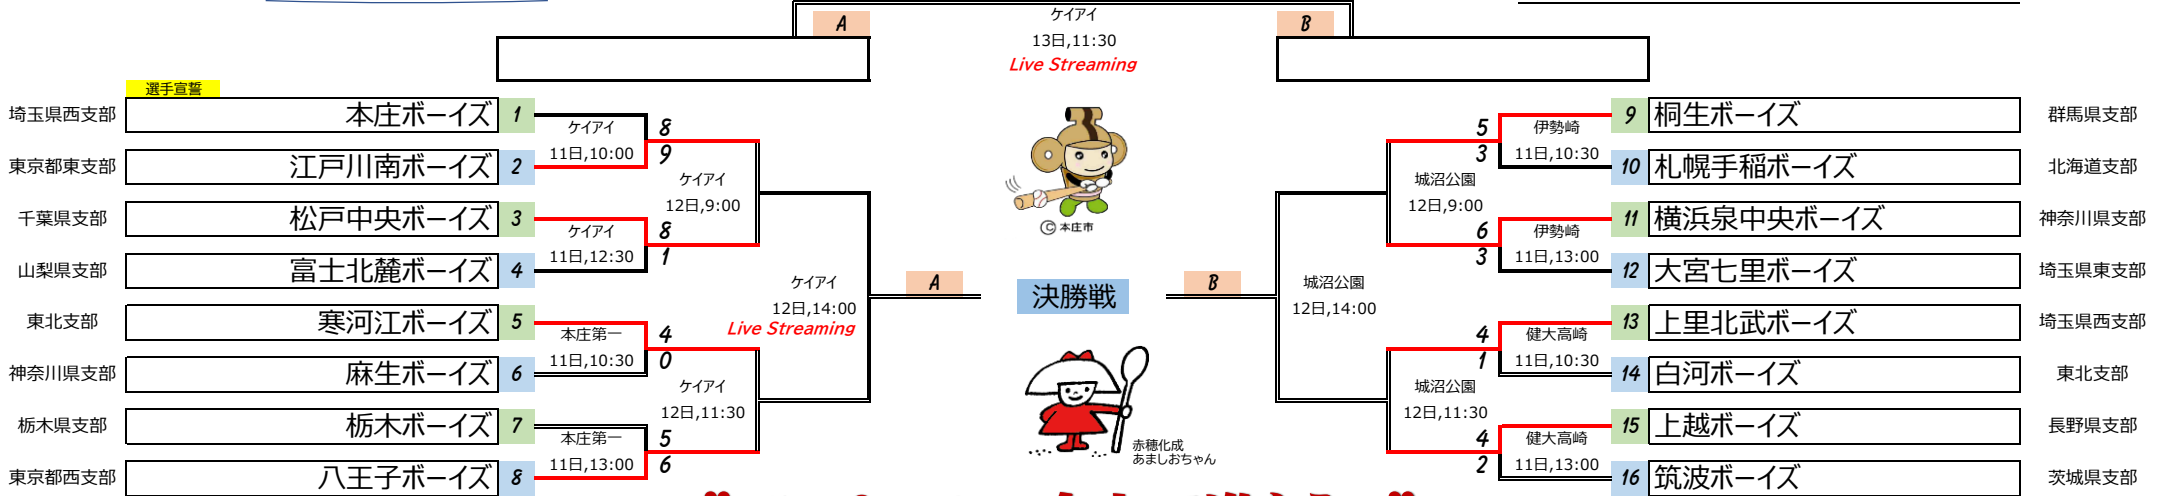 ケイアイ
A
B
13日,11:30
Live Streaming
選手宣誓
埼玉県西支部 本庄ボーイズ 1
ケイアイ 8
11日,10:00 9
東京都東支部 江戸川南ボーイズ 2
ケイアイ
12日,9:00
千葉県支部 松戸中央ボーイズ 3
ケイアイ 8
11日,12:30 1
山梨県支部 富士北麓ボーイズ 4
ケイアイ
12日,14:00
Live Streaming
A
東北支部 寒河江ボーイズ 5
本庄第一 4
11日,10:30 0
神奈川県支部 麻生ボーイズ 6
ケイアイ
12日,11:30
栃木県支部 栃木ボーイズ 7
本庄第一 5
11日,13:00 6
東京都西支部 八王子ボーイズ 8
Ⓒ本庄市
決勝戦
赤穂化成
あましおちゃん
9 桐生ボーイズ 群馬県支部
5 伊勢崎
3 11日,10:30
10 札幌手稲ボーイズ 北海道支部
城沼公園
12日,9:00
11 横浜泉中央ボーイズ 神奈川県支部
6 伊勢崎
3 11日,13:00
12 大宮七里ボーイズ 埼玉県東支部
B
城沼公園
12日,14:00
13 上里北武ボーイズ 埼玉県西支部
4 健大高崎
1 11日,10:30
14 白河ボーイズ 東北支部
城沼公園
12日,11:30
15 上越ボーイズ 長野県支部
4 健大高崎
2 11日,13:00
16 筑波ボーイズ 茨城県支部